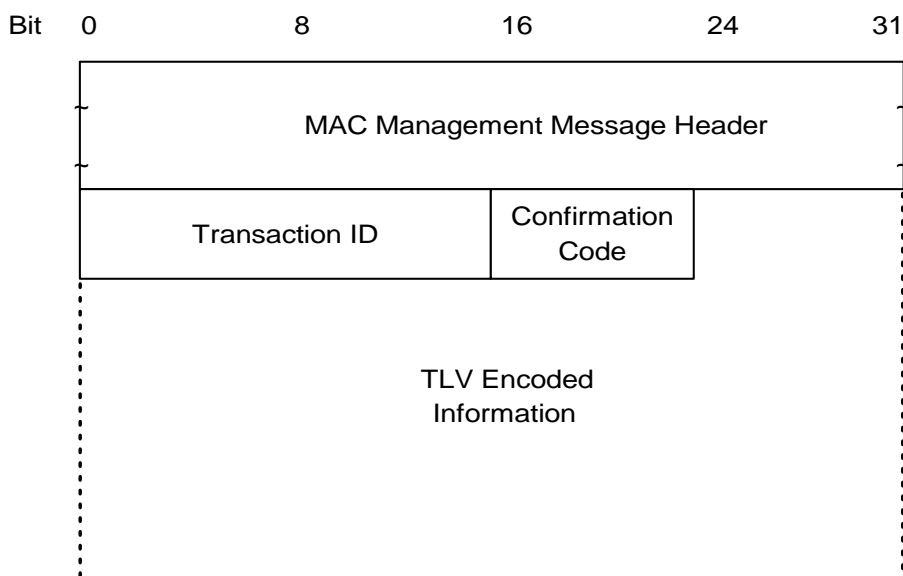 Bit 0 8 16 24 31
MAC Management Message Header
Transaction ID
Confirmation
Code
TLV Encoded
Information